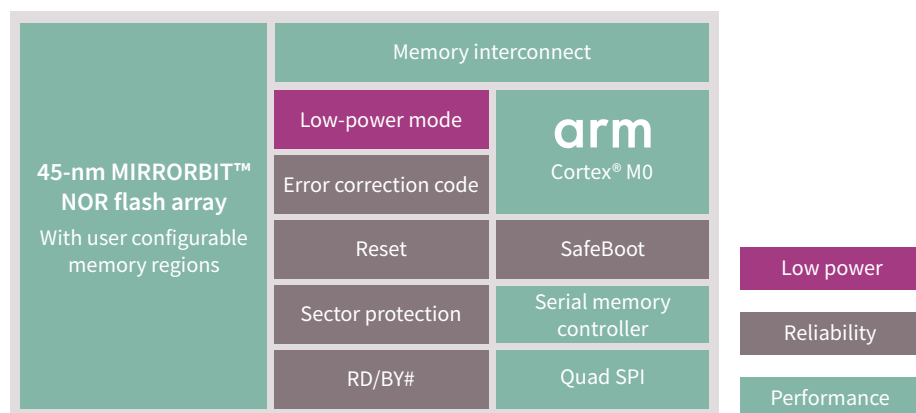 Memory interconnect
45-nm MIRRORBIT™
NOR flash array
With user configurable
memory regions
Low-power mode
arm
Cortex® M0
Error correction code
Reset
SafeBoot
Sector protection
Serial memory
controller
RD/BY#
Quad SPI
Low power
Reliability
Performance